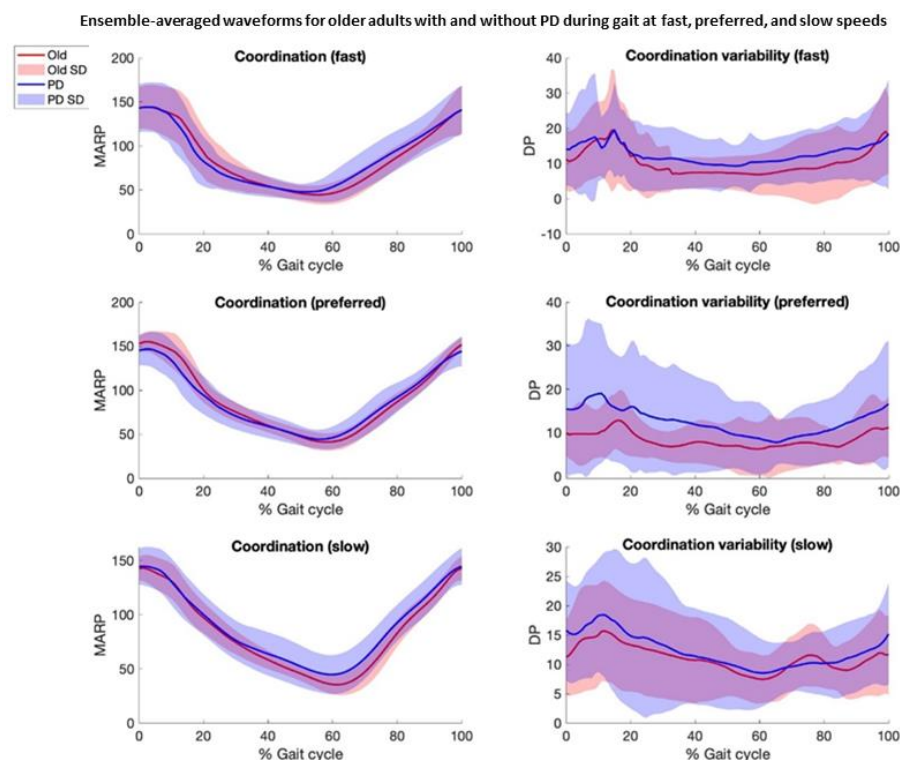 Ensemble-averaged waveforms for older adults with and without PD during gait at fast, preferred, and slow speeds
Old
Old SD
PD
PD SD
Coordination (fast)
200
150
100
50
0
MARP
0 20 40 60 80 100
% Gait cycle
Coordination variability (fast)
40
30
20
10
0
-10
DP
0 20 40 60 80 100
% Gait cycle
Coordination (preferred)
200
150
100
50
0
MARP
0 20 40 60 80 100
% Gait cycle
Coordination variability (preferred)
40
30
20
10
0
DP
0 20 40 60 80 100
% Gait cycle
Coordination (slow)
150
100
50
0
MARP
0 20 40 60 80 100
% Gait cycle
Coordination variability (slow)
30
25
20
15
10
5
0
DP
0 20 40 60 80 100
% Gait cycle